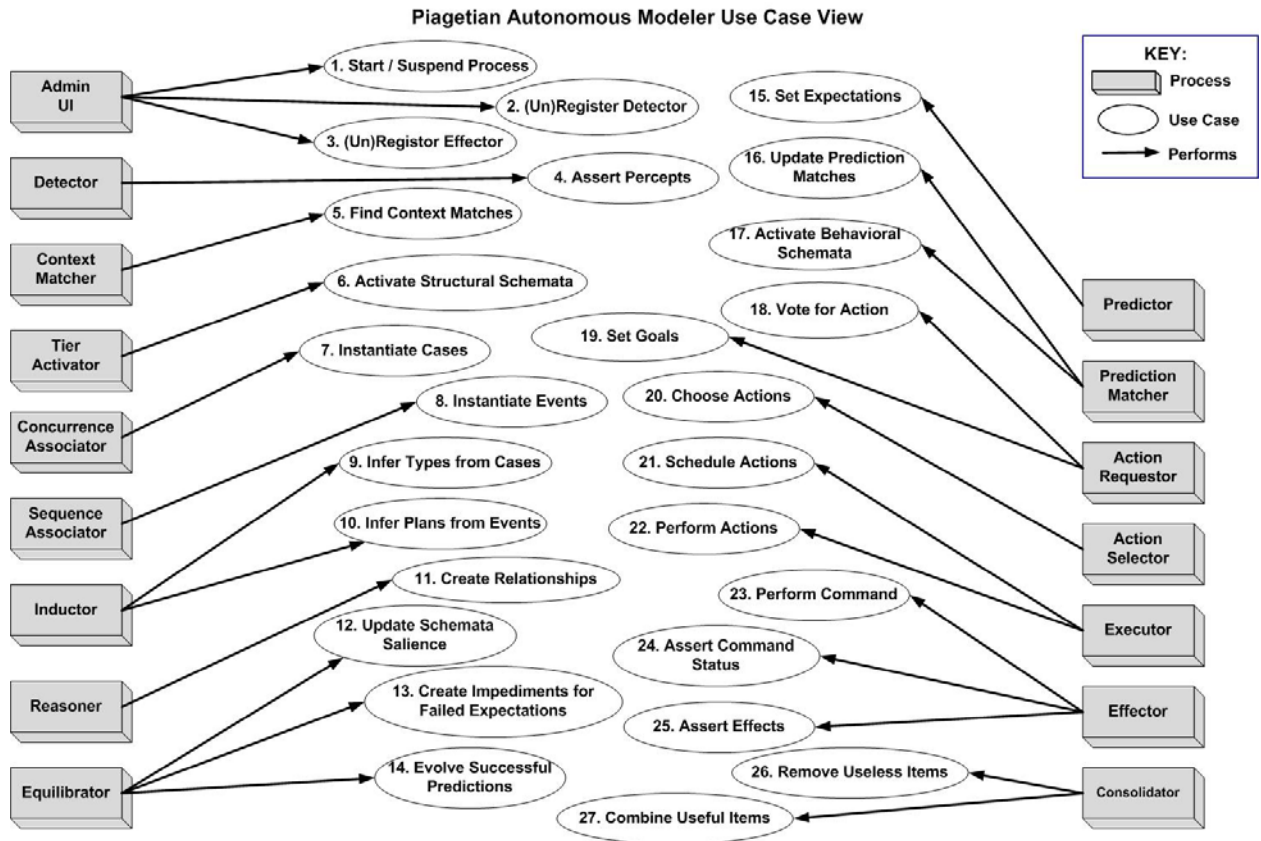 Piagetian Autonomous Modeler Use Case View
Admin
UI
Detector
Context
Matcher
Tier
Activator
Concurrence
Associator
Sequence
Associator
Inductor
Reasoner
Equilibrator
1. Start / Suspend Process
2. (Un)Register Detector
3. (Un)Registor Effector
4. Assert Percepts
5. Find Context Matches
6. Activate Structural Schemata
7. Instantiate Cases
8. Instantiate Events
9. Infer Types from Cases
10. Infer Plans from Events
11. Create Relationships
12. Update Schemata
Salience
13. Create Impediments for
Failed Expectations
14. Evolve Successful
Predictions
15. Set Expectations
16. Update Prediction
Matches
17. Activate Behavioral
Schemata
18. Vote for Action
19. Set Goals
20. Choose Actions
21. Schedule Actions
22. Perform Actions
23. Perform Command
24. Assert Command
Status
25. Assert Effects
26. Remove Useless Items
27. Combine Useful Items
KEY:
Process
Use Case
Performs
Predictor
Prediction
Matcher
Action
Requestor
Action
Selector
Executor
Effector
Consolidator